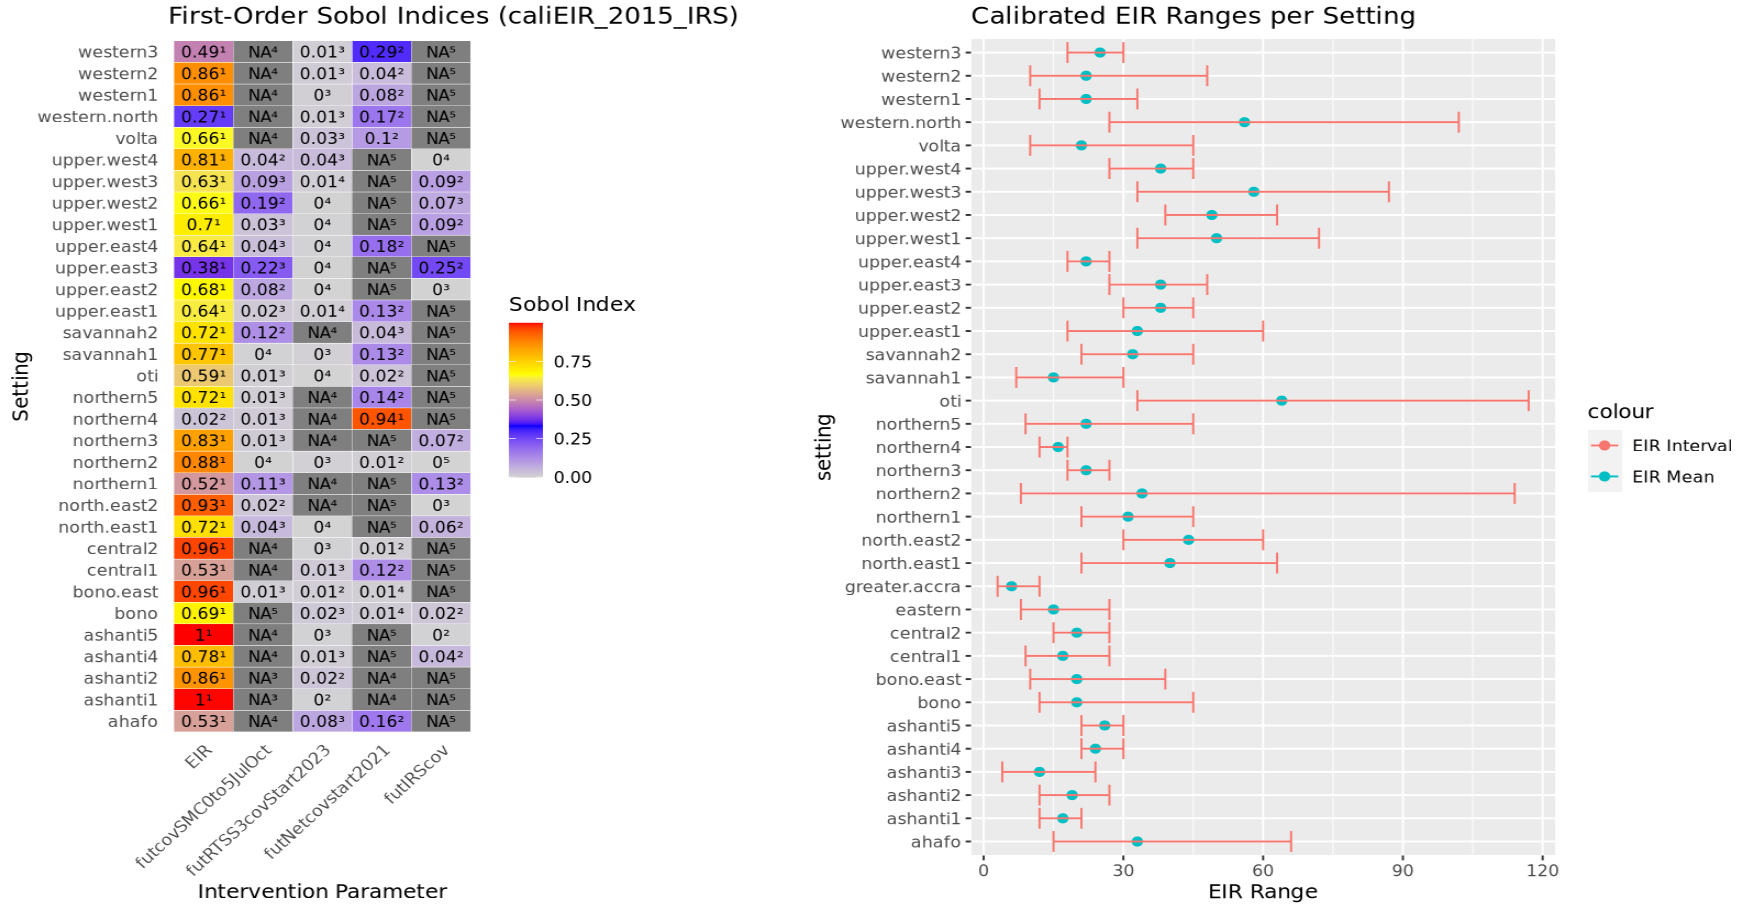 First-Order Sobol Indices (caliEIR_2015_IRS)
western3 0.49¹ NA⁴ 0.01³ 0.29² NA⁵
western2 0.86¹ NA⁴ 0.01³ 0.04² NA⁵
western1 0.86¹ NA⁴ 0³ 0.08² NA⁵
western.north 0.27¹ NA⁴ 0.01³ 0.17² NA⁵
volta 0.66¹ NA⁴ 0.03³ 0.1² NA⁵
upper.west4 0.81¹ 0.04² 0.04³ NA⁵ 0⁴
upper.west3 0.63¹ 0.09³ 0.01⁴ NA⁵ 0.09²
upper.west2 0.66¹ 0.19² 0⁴ NA⁵ 0.07³
upper.west1 0.7¹ 0.03³ 0⁴ NA⁵ 0.09²
upper.east4 0.64¹ 0.04³ 0⁴ 0.18² NA⁵
upper.east3 0.38¹ 0.22³ 0⁴ NA⁵ 0.25²
upper.east2 0.68¹ 0.08² 0⁴ NA⁵ 0³
upper.east1 0.64¹ 0.02³ 0.01⁴ 0.13² NA⁵
savannah2 0.72¹ 0.12² NA⁴ 0.04³ NA⁵
savannah1 0.77¹ 0⁴ 0³ 0.13² NA⁵
oti 0.59¹ 0.01³ 0⁴ 0.02² NA⁵
northern5 0.72¹ 0.01³ NA⁴ 0.14² NA⁵
northern4 0.02² 0.01³ NA⁴ 0.94¹ NA⁵
northern3 0.83¹ 0.01³ NA⁴ NA⁵ 0.07²
northern2 0.88¹ 0⁴ 0³ 0.01² 0⁵
northern1 0.52¹ 0.11³ NA⁴ NA⁵ 0.13²
north.east2 0.93¹ 0.02² NA⁴ NA⁵ 0³
north.east1 0.72¹ 0.04³ 0⁴ NA⁵ 0.06²
central2 0.96¹ NA⁴ 0³ 0.01² NA⁵
central1 0.53¹ NA⁴ 0.01³ 0.12² NA⁵
bono.east 0.96¹ 0.01³ 0.01² 0.01⁴ NA⁵
bono 0.69¹ NA⁵ 0.02³ 0.01⁴ 0.02²
ashanti5 1¹ NA⁴ 0³ NA⁵ 0²
ashanti4 0.78¹ NA⁴ 0.01³ NA⁵ 0.04²
ashanti2 0.86¹ NA³ 0.02² NA⁴ NA⁵
ashanti1 1¹ NA³ 0² NA⁴ NA⁵
ahafo 0.53¹ NA⁴ 0.08³ 0.16² NA⁵
Setting
EIR
futcovSMC0to5JulOct
futRTSS3covStart2023
futNetcovstart2021
futIRScov
Intervention Parameter
Sobol Index
0.75
0.50
0.25
0.00
Calibrated EIR Ranges per Setting
western3
western2
western1
western.north
volta
upper.west4
upper.west3
upper.west2
upper.west1
upper.east4
upper.east3
upper.east2
upper.east1
savannah2
savannah1
oti
northern5
northern4
northern3
northern2
northern1
north.east2
north.east1
greater.accra
eastern
central2
central1
bono.east
bono
ashanti5
ashanti4
ashanti3
ashanti2
ashanti1
ahafo
setting
0 30 60 90 120
EIR Range
colour
EIR Interval
EIR Mean